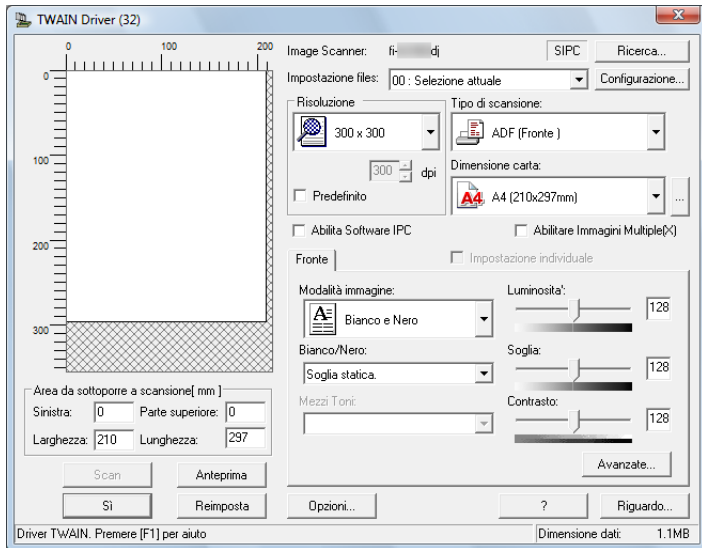 TWAIN Driver (32)
0 100 200
0
100
200
300
Image Scanner: fi- dj SIPC Ricerca...
Impostazione files: 00 : Selezione attuale Configurazione...
Risoluzione
300 x 300
300 dpi
Predefinito
Tipo di scansione:
ADF (Fronte )
Dimensione carta:
A4 A4 (210x297mm) ...
Abilita Software IPC Abilitare Immagini Multiple(X)
Fronte Impostazione individuale
Modalità immagine:
A Bianco e Nero
Bianco/Nero:
Soglia statica.
Mezzi Toni:
Luminosita': 128
Soglia: 128
Contrasto: 128
Avanzate...
Area da sottoporre a scansione[ mm ]
Sinistra: 0 Parte superiore: 0
Larghezza: 210 Lunghezza: 297
Scan Anteprima
Sì Reimposta Opzioni... ? Riguardo...
Driver TWAIN. Premere [F1] per aiuto Dimensione dati: 1.1MB